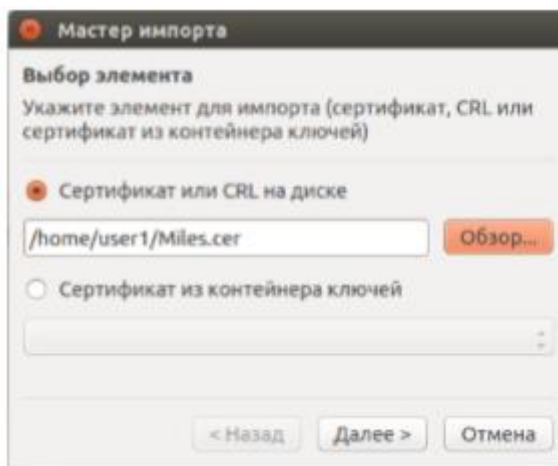 Мастер импорта
Выбор элемента
Укажите элемент для импорта (сертификат, CRL или
сертификат из контейнера ключей)
Сертификат или CRL на диске
/home/user1/Miles.cer
Обзор...
Сертификат из контейнера ключей
< Назад
Далее >
Отмена